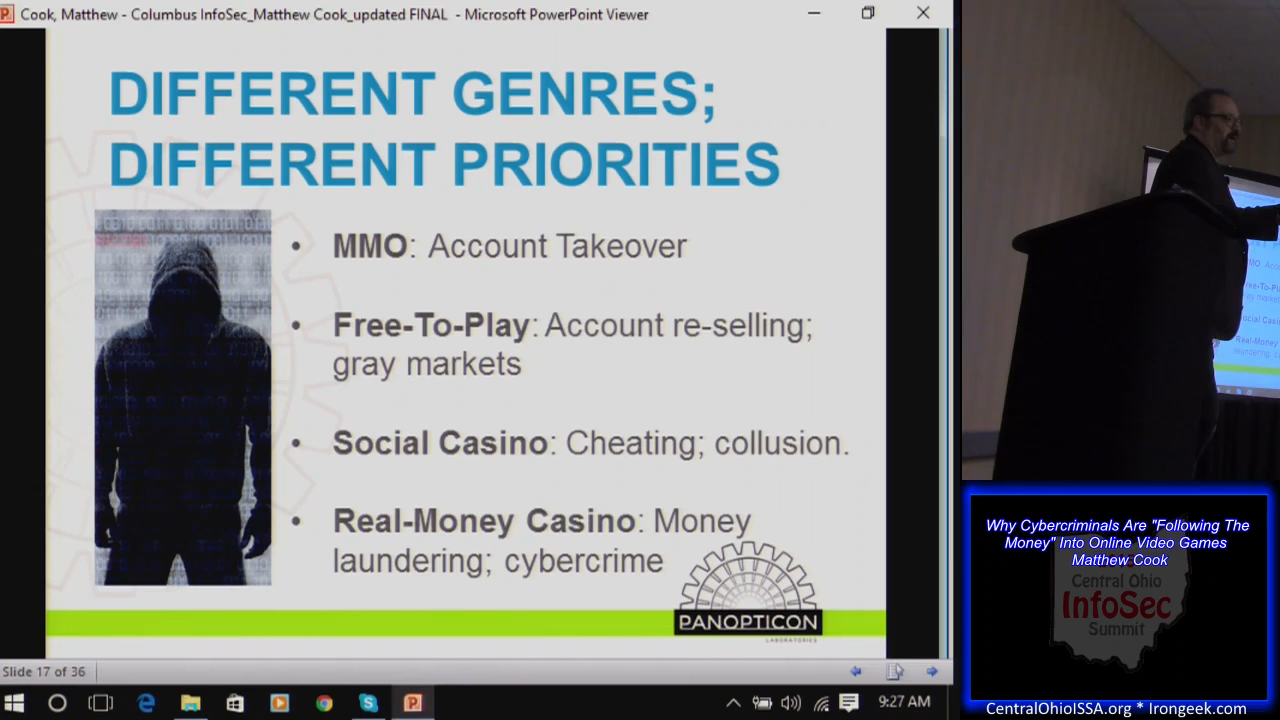 Cook, Matthew - Columbus InfoSec_Matthew Cook_updated FINAL - Microsoft PowerPoint Viewer
DIFFERENT GENRES;
DIFFERENT PRIORITIES
• MMO: Account Takeover
• Free-To-Play: Account re-selling;
gray markets
• Social Casino: Cheating; collusion.
• Real-Money Casino: Money
laundering; cybercrime
PANOPTICON
LABORATORIES
Slide 17 of 36
9:27 AM
Why Cybercriminals Are "Following The
Money" Into Online Video Games
Matthew Cook
Central Ohio
InfoSec
Summit
CentralOhioISSA.org * Irongeek.com